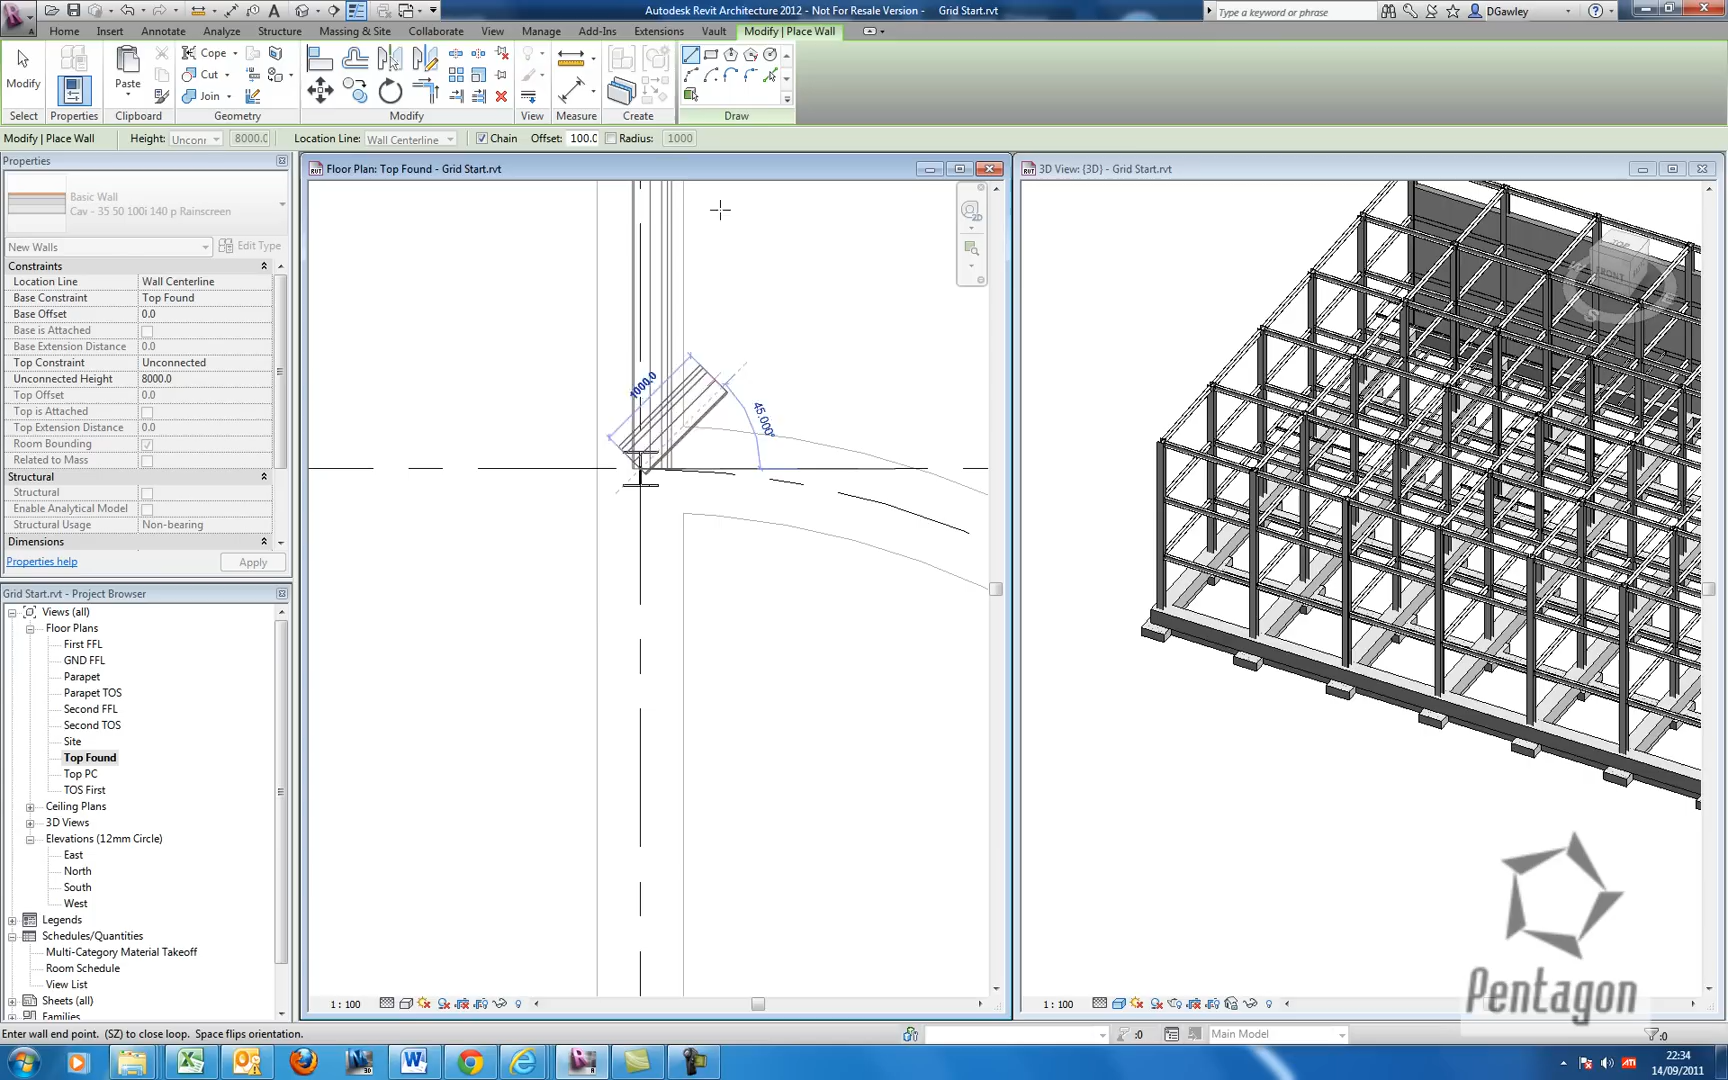 Autodesk Revit Architecture 2012 - Not For Resale Version - Grid Start.rvt
Type a keyword or phrase
DGawley
Home Insert Annotate Analyze Structure Massing & Site Collaborate View Manage Add-Ins Extensions Vault Modify | Place Wall
Modify
Paste
Cope
Cut
Join
Select Properties Clipboard Geometry Modify View Measure Create Draw
Modify | Place Wall Height: Unconr 8000.0 Location Line: Wall Centerline Chain Offset: 100.0 Radius: 1000
Properties
Basic Wall
Cav - 35 50 100i 140 p Rainscreen
New Walls Edit Type
Constraints
Location Line Wall Centerline
Base Constraint Top Found
Base Offset 0.0
Base is Attached
Base Extension Distance 0.0
Top Constraint Unconnected
Unconnected Height 8000.0
Top Offset 0.0
Top is Attached
Top Extension Distance 0.0
Room Bounding
Related to Mass
Structural
Structural
Enable Analytical Model
Structural Usage Non-bearing
Dimensions
Properties help Apply
Grid Start.rvt - Project Browser
Views (all)
Floor Plans
First FFL
GND FFL
Parapet
Parapet TOS
Second FFL
Second TOS
Site
Top Found
Top PC
TOS First
Ceiling Plans
3D Views
Elevations (12mm Circle)
East
North
South
West
Legends
Schedules/Quantities
Multi-Category Material Takeoff
Room Schedule
View List
Sheets (all)
Families
Floor Plan: Top Found - Grid Start.rvt
2D
1000.0
45.000°
1 : 100
3D View: {3D} - Grid Start.rvt
TOP
FRONT
S
Pentagon
1 : 100
Enter wall end point. (SZ) to close loop. Space flips orientation.
:0
Main Model
:0
22:34
14/09/2011